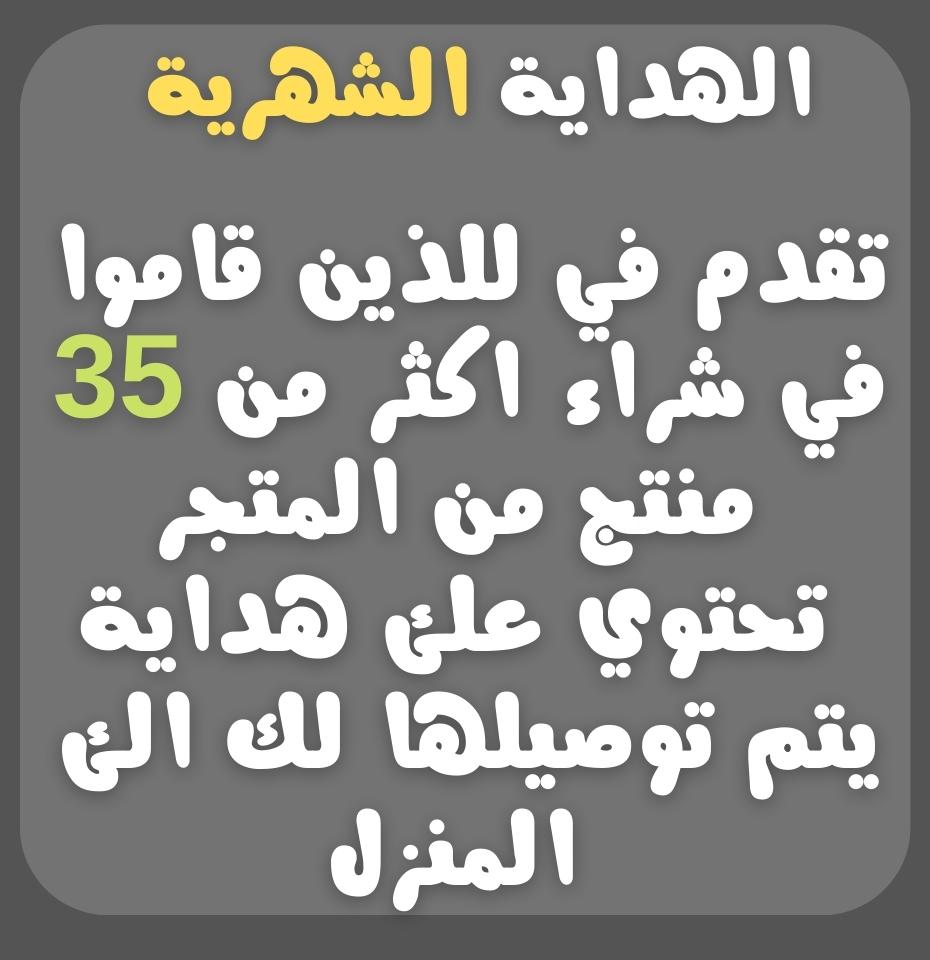 الهداية الشهرية
تقدم في للذين قاموا
في شراء اكثر من 35
منتج من المتجر
تحتوي على هداية
يتم توصيلها لك الى
المنزل